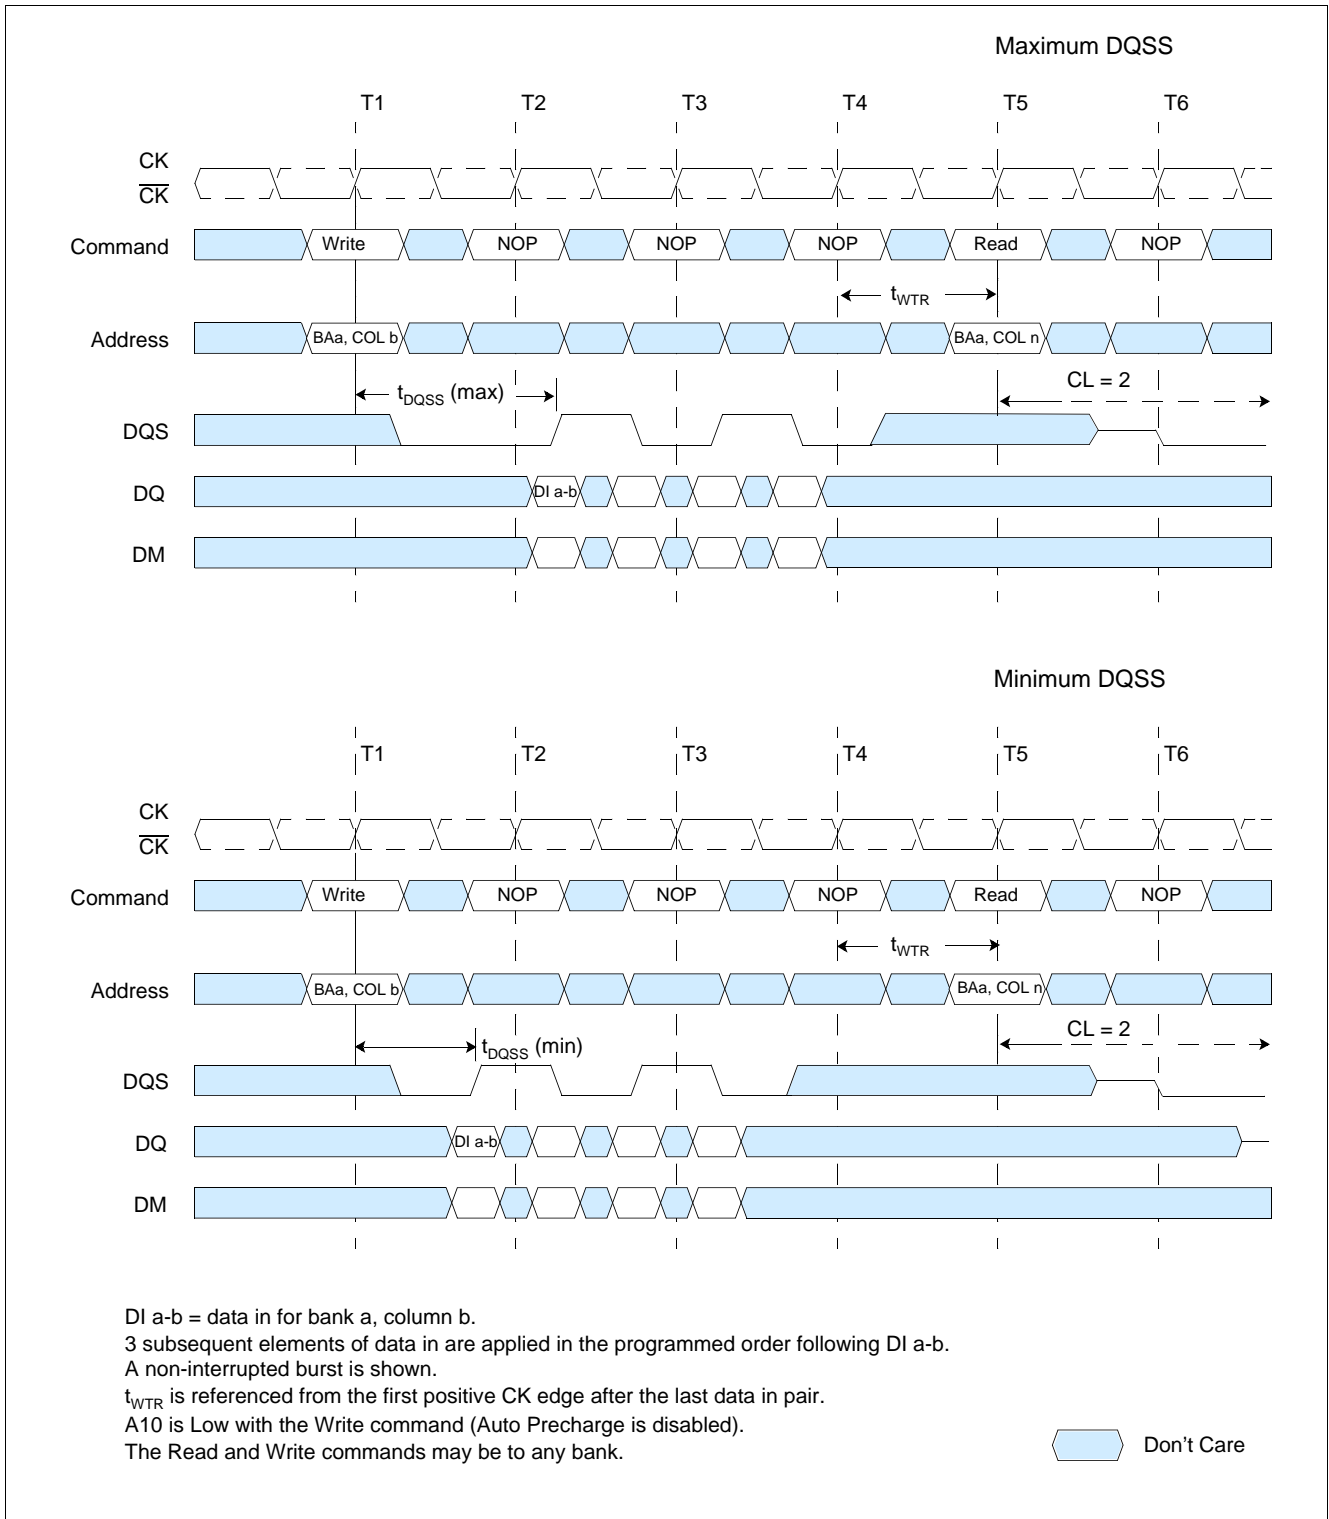 Maximum DQSS
T1 T2 T3 T4 T5 T6
CK
CK
Command Write NOP NOP NOP Read NOP
tWTR
Address BAa, COL b BAa, COL n
tDQSS (max) CL = 2
DQS
DQ DI a-b
DM
Minimum DQSS
T1 T2 T3 T4 T5 T6
CK
CK
Command Write NOP NOP NOP Read NOP
tWTR
Address BAa, COL b BAa, COL n
tDQSS (min) CL = 2
DQS
DQ DI a-b
DM
DI a-b = data in for bank a, column b.
3 subsequent elements of data in are applied in the programmed order following DI a-b.
A non-interrupted burst is shown.
tWTR is referenced from the first positive CK edge after the last data in pair.
A10 is Low with the Write command (Auto Precharge is disabled).
The Read and Write commands may be to any bank.
Don't Care